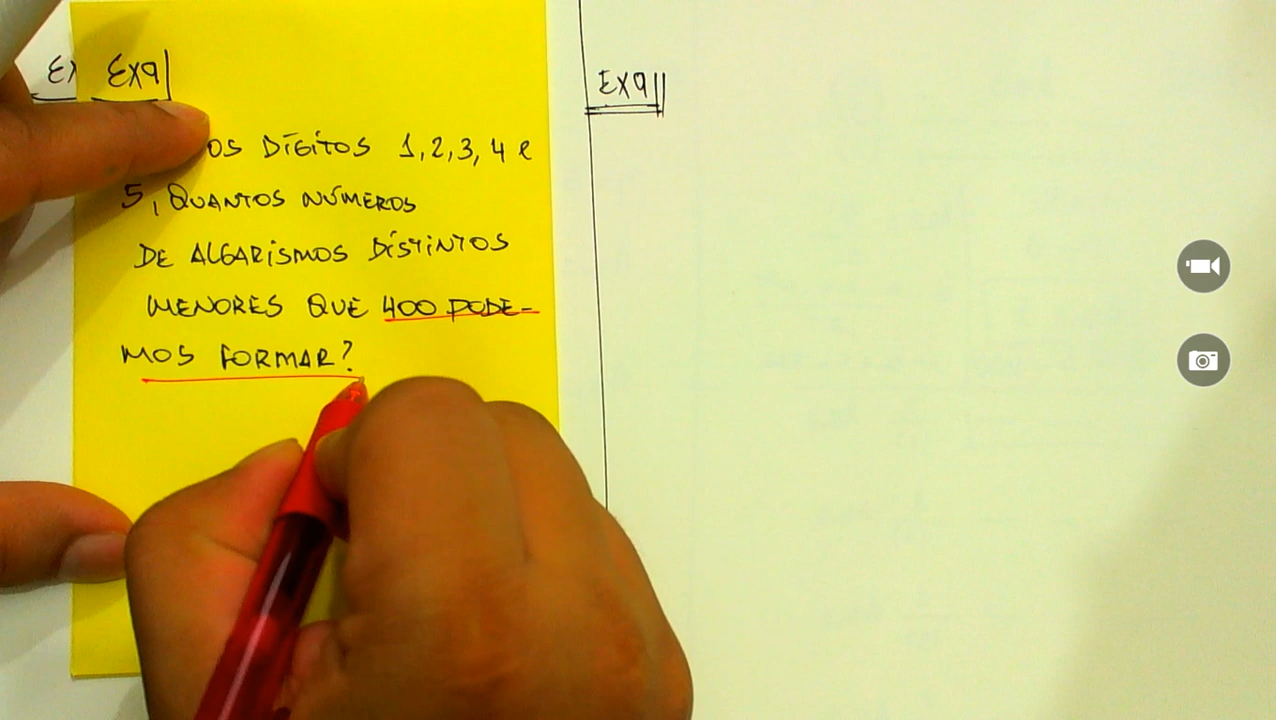 EX
EX9
OS DÍGITOS 1, 2, 3, 4 e
5, QUANTOS NÚMEROS
DE ALGARISMOS DISTINTOS
MENORES QUE 400 PODE-
MOS FORMAR?
EX9